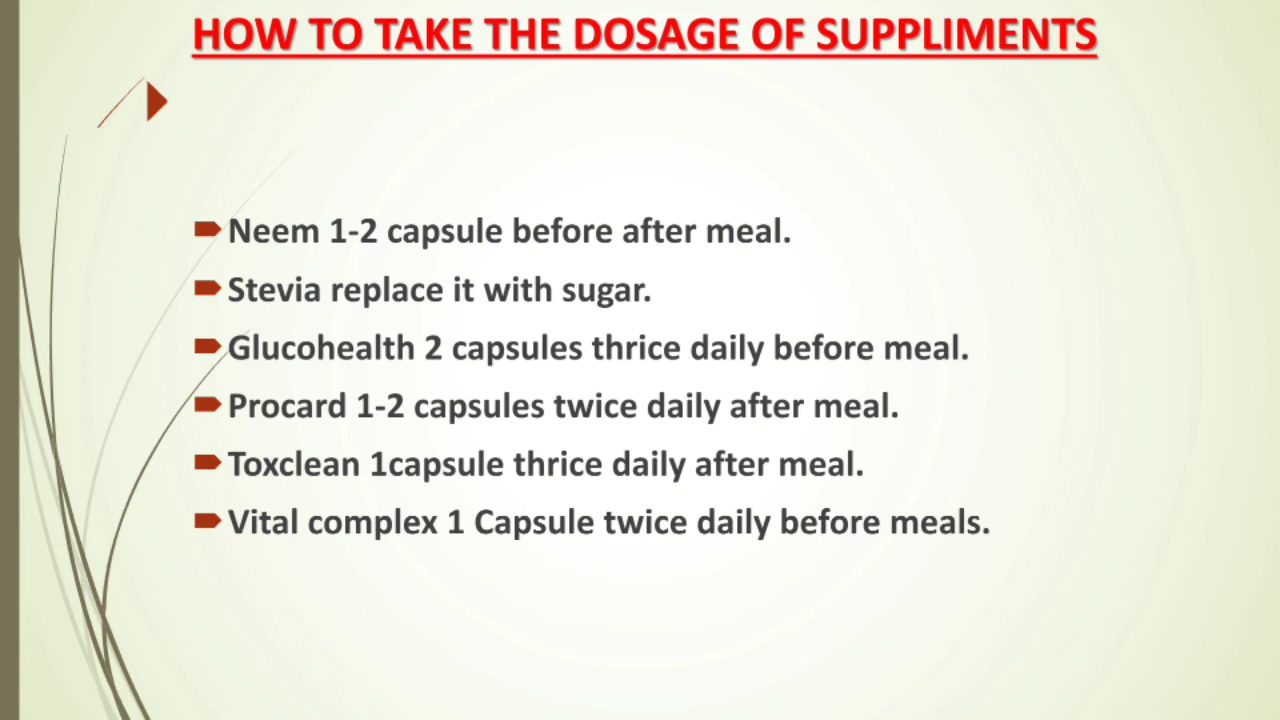 HOW TO TAKE THE DOSAGE OF SUPPLIMENTS
Neem 1-2 capsule before after meal.
Stevia replace it with sugar.
Glucohealth 2 capsules thrice daily before meal.
Procard 1-2 capsules twice daily after meal.
Toxclean 1capsule thrice daily after meal.
Vital complex 1 Capsule twice daily before meals.